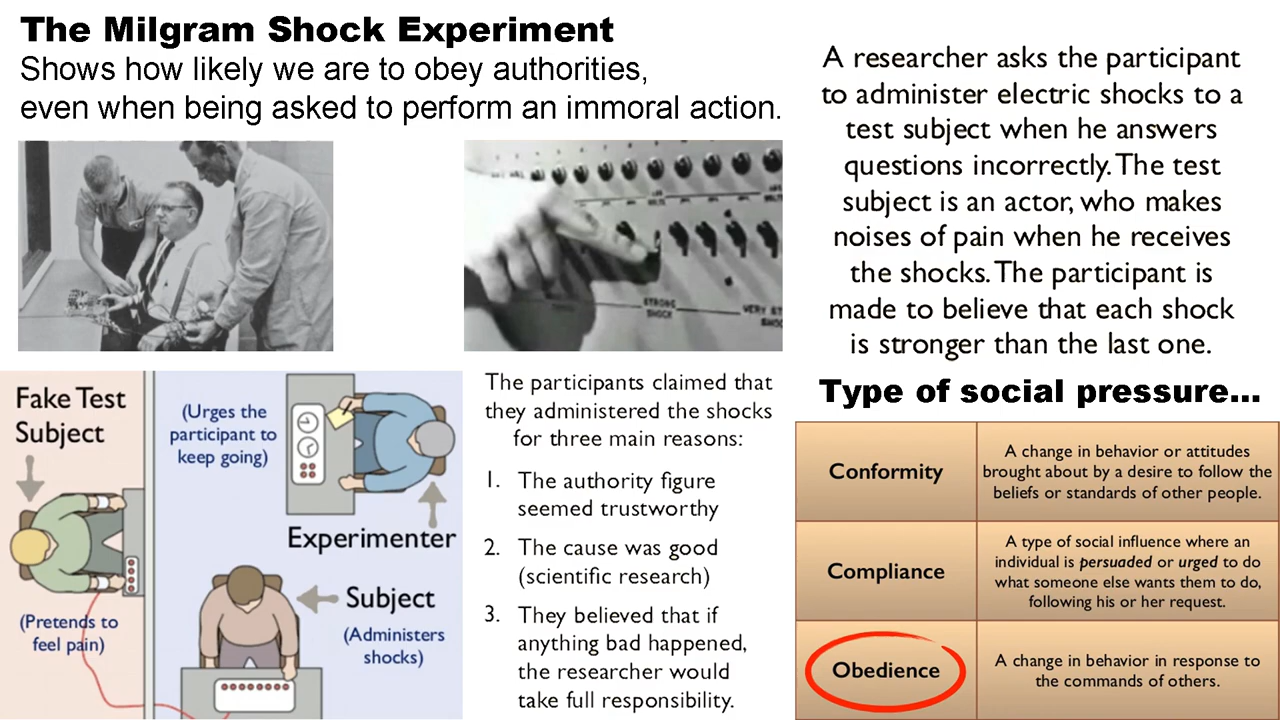 The Milgram Shock Experiment
Shows how likely we are to obey authorities,
even when being asked to perform an immoral action.
A researcher asks the participant
to administer electric shocks to a
test subject when he answers
questions incorrectly. The test
subject is an actor, who makes
noises of pain when he receives
the shocks. The participant is
made to believe that each shock
is stronger than the last one.
STRONG
SHOCK
Fake Test
Subject
(Pretends to
feel pain)
(Urges the
participant to
keep going)
Experimenter
Subject
(Administers
shocks)
The participants claimed that
they administered the shocks
for three main reasons:
1. The authority figure
seemed trustworthy
2. The cause was good
(scientific research)
3. They believed that if
anything bad happened,
the researcher would
take full responsibility.
Type of social pressure...
Conformity
A change in behavior or attitudes
brought about by a desire to follow the
beliefs or standards of other people.
Compliance
A type of social influence where an
individual is persuaded or urged to do
what someone else wants them to do,
following his or her request.
Obedience
A change in behavior in response to
the commands of others.